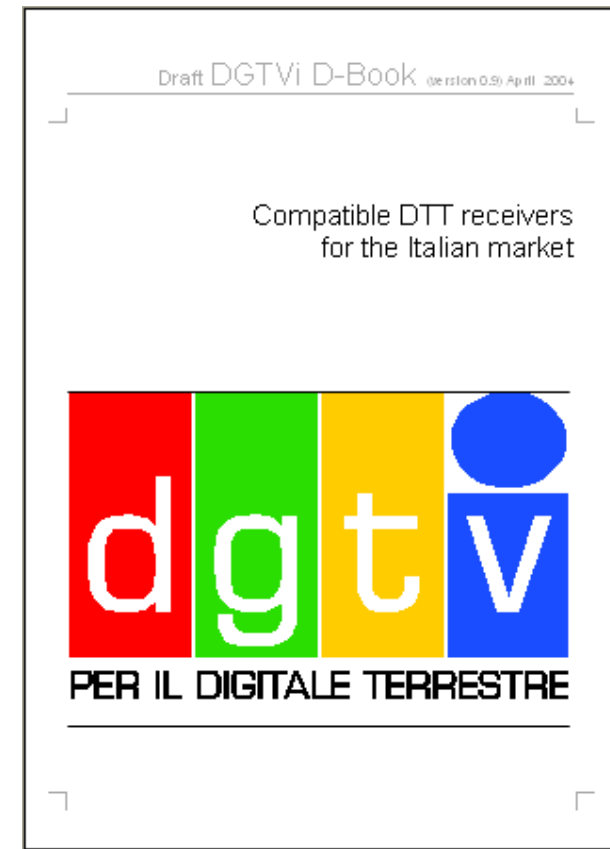 Draft DGTVi D-Book (version 0.9) April 2004
Compatible DTT receivers
for the Italian market
dgtv
PER IL DIGITALE TERRESTRE